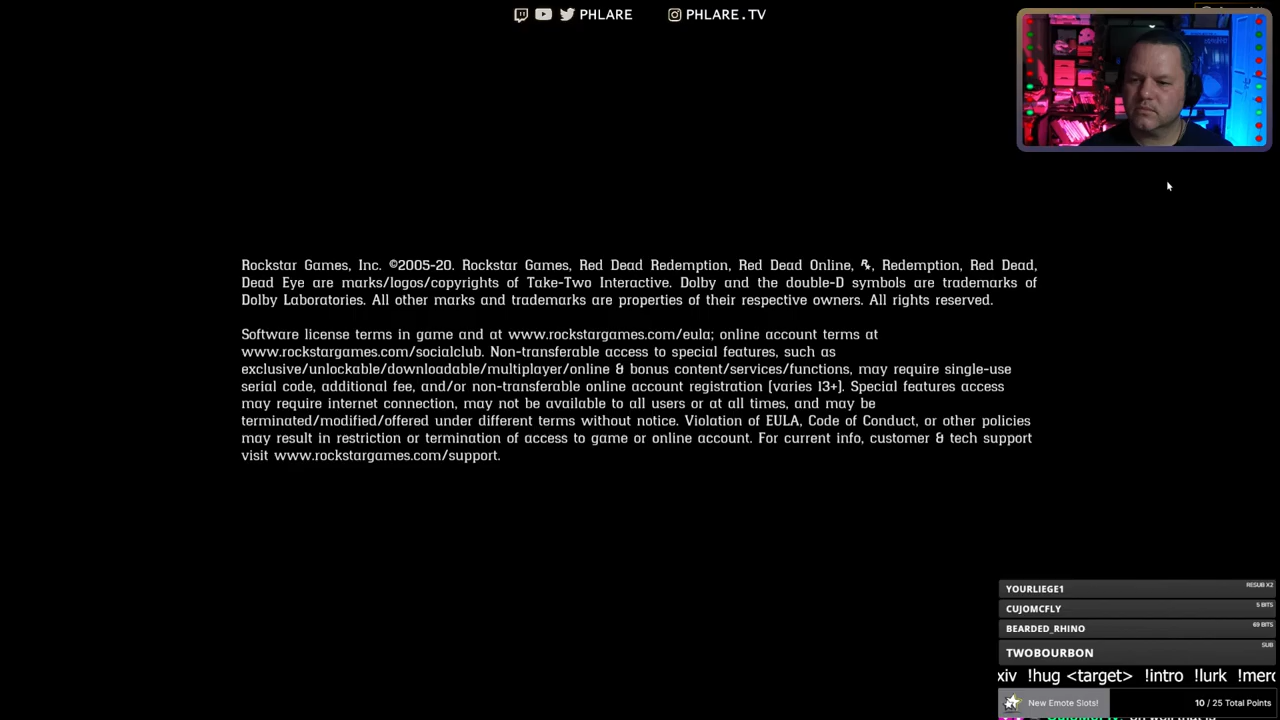 PHLARE PHLARE.TV
Rockstar Games, Inc. ©2005-20. Rockstar Games, Red Dead Redemption, Red Dead Online, R*, Redemption, Red Dead,
Dead Eye are marks/logos/copyrights of Take-Two Interactive. Dolby and the double-D symbols are trademarks of
Dolby Laboratories. All other marks and trademarks are properties of their respective owners. All rights reserved.
Software license terms in game and at www.rockstargames.com/eula; online account terms at
www.rockstargames.com/socialclub. Non-transferable access to special features, such as
exclusive/unlockable/downloadable/multiplayer/online & bonus content/services/functions, may require single-use
serial code, additional fee, and/or non-transferable online account registration (varies 13+). Special features access
may require internet connection, may not be available to all users or at all times, and may be
terminated/modified/offered under different terms without notice. Violation of EULA, Code of Conduct, or other policies
may result in restriction or termination of access to game or online account. For current info, customer & tech support
visit www.rockstargames.com/support.
YOURLIEGE1 RESUB X2
CUJOMCFLY 5 BITS
BEARDED_RHINO 69 BITS
TWOBOURBON SUB
xiv !hug <target> !intro !lurk !merc
New Emote Slots! 10 / 25 Total Points